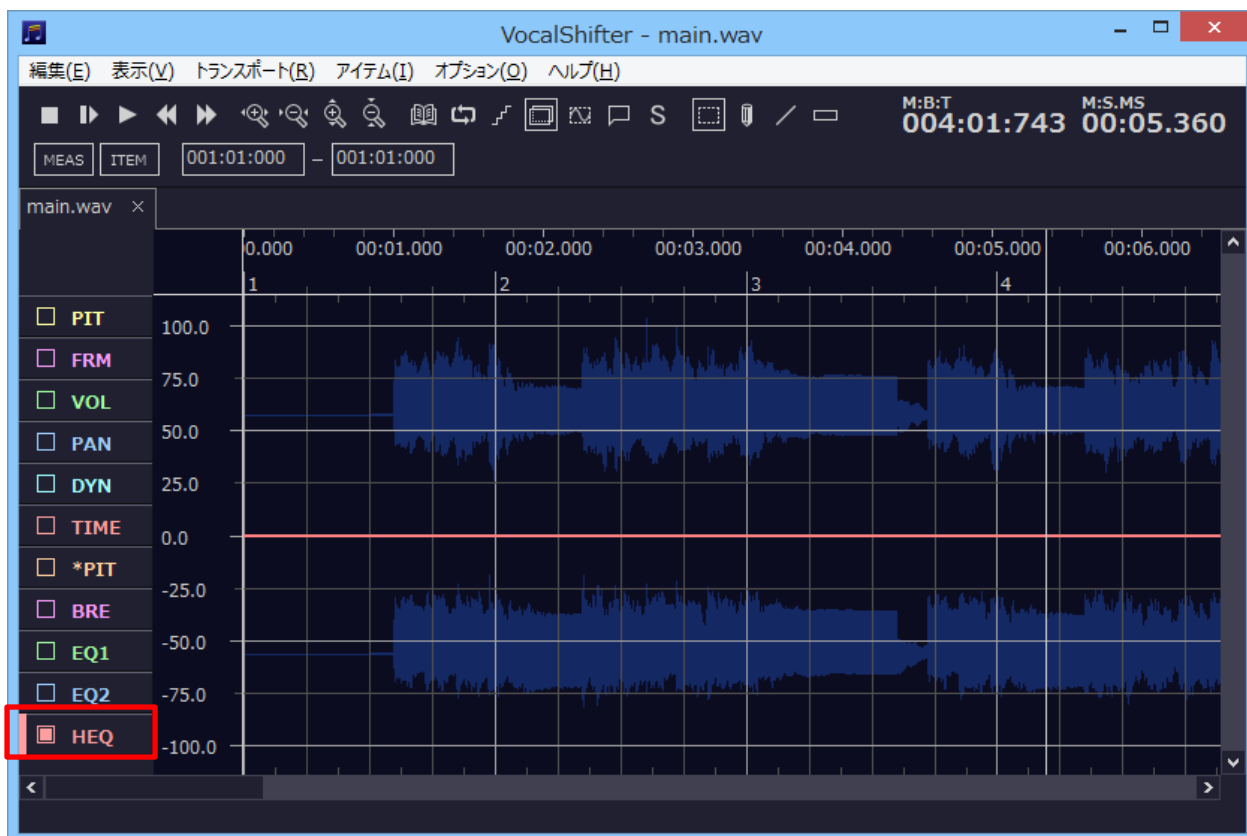 VocalShifter - main.wav
編集(E) 表示(V) トランスポート(R) アイテム(I) オプション(O) ヘルプ(H)
S
M:B:T
004:01:743
M:S.MS
00:05.360
MEAS ITEM 001:01:000 – 001:01:000
main.wav ×
0.000 00:01.000 00:02.000 00:03.000 00:04.000 00:05.000 00:06.000
1 2 3 4
PIT
FRM
VOL
PAN
DYN
TIME
*PIT
BRE
EQ1
EQ2
HEQ
100.0
75.0
50.0
25.0
0.0
-25.0
-50.0
-75.0
-100.0